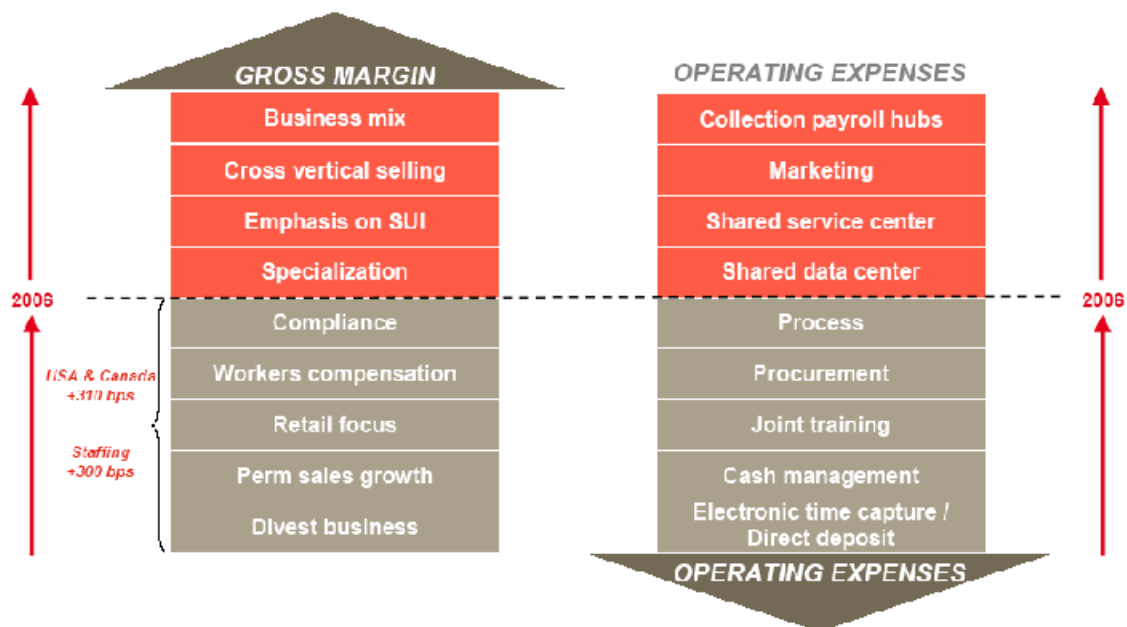 GROSS MARGIN
Business mix
Cross vertical selling
Emphasis on SUI
Specialization
2006
Compliance
Workers compensation
Retail focus
Perm sales growth
Divest business
USA & Canada
+310 bps
Staffing
+300 bps
OPERATING EXPENSES
Collection payroll hubs
Marketing
Shared service center
Shared data center
2006
Process
Procurement
Joint training
Cash management
Electronic time capture /
Direct deposit
OPERATING EXPENSES